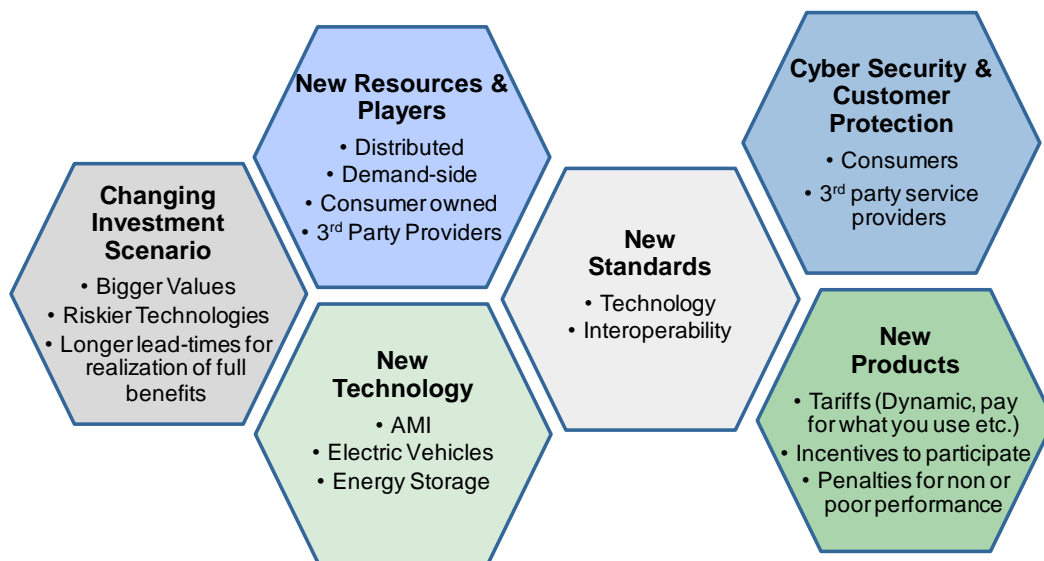 Changing
Investment
Scenario
• Bigger Values
• Riskier Technologies
• Longer lead-times for
realization of full
benefits
New Resources &
Players
• Distributed
• Demand-side
• Consumer owned
• 3rd Party Providers
New
Technology
• AMI
• Electric Vehicles
• Energy Storage
New
Standards
• Technology
• Interoperability
Cyber Security &
Customer
Protection
• Consumers
• 3rd party service
providers
New
Products
• Tariffs (Dynamic, pay
for what you use etc.)
• Incentives to participate
• Penalties for non or
poor performance